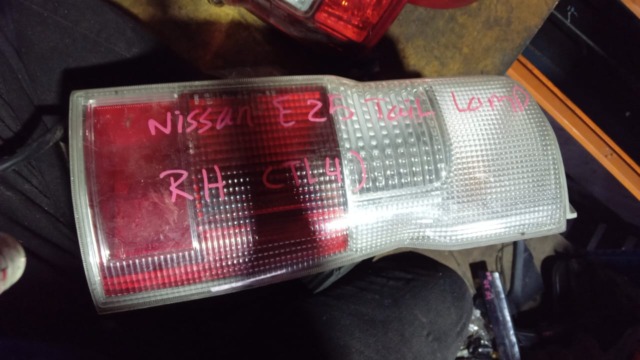 Nissan E25 Tail Lamp
RH (TL4)